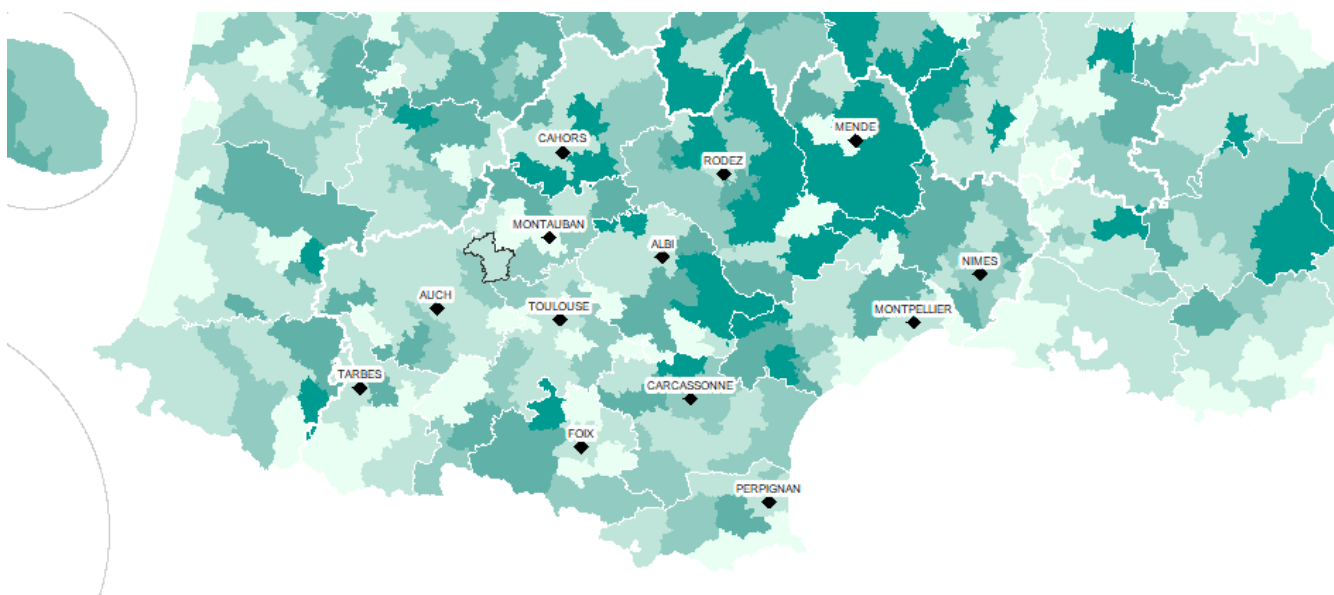 MENDE
CAHORS
RODEZ
MONTAUBAN
ALBI
NIMES
AUCH
TOULOUSE
MONTPELLIER
TARBES
CARCASSONNE
FOIX
PERPIGNAN